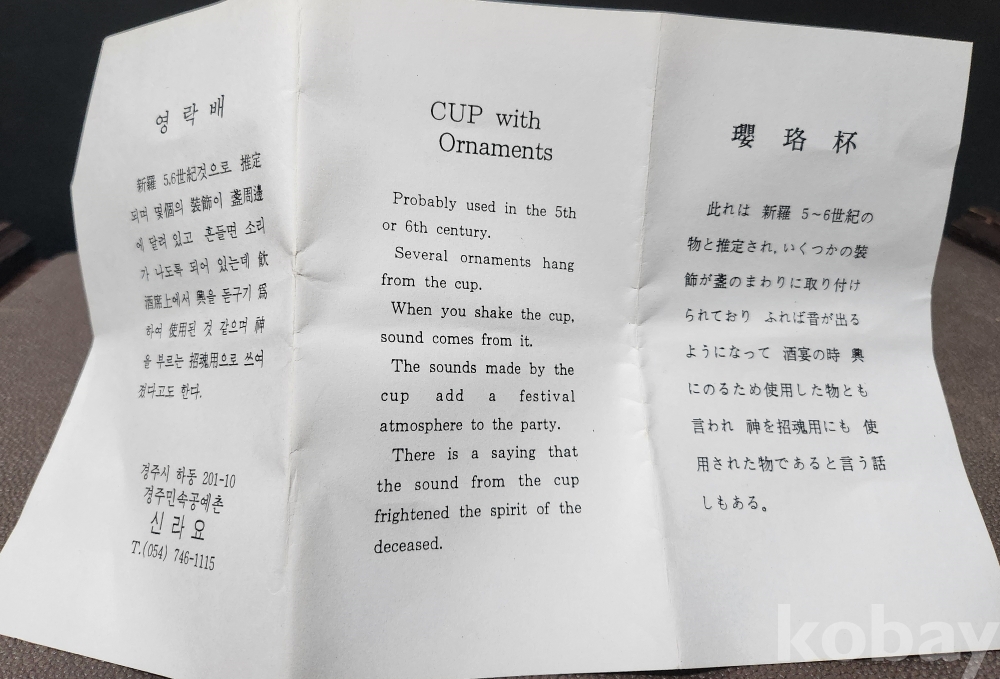 영 락 배
新羅 5,6世紀것으로 推定
되며 몇個의 裝飾이 盞周邊
에 달려 있고 흔들면 소리
가 나도록 되어 있는데 飮
酒席上에서 興을 돋구기 爲
하여 使用된 것 같으며 神
을 부르는 招魂用으로 쓰여
졌다고도 한다.
경주시 하동 201-10
경주민속공예촌
신 라 요
T.(054) 746-1115
CUP with
Ornaments
Probably used in the 5th
or 6th century.
Several ornaments hang
from the cup.
When you shake the cup,
sound comes from it.
The sounds made by the
cup add a festival
atmosphere to the party.
There is a saying that
the sound from the cup
frightened the spirit of the
deceased.
瓔 珞 杯
此れは 新羅 5~6世紀の
物と推定され, いくつかの裝
飾が盞のまわりに取り付け
られており ふれば音が出る
ようになって 酒宴の時 興
にのるため使用した物とも
言われ 神を招魂用にも 使
用された物であると言う話
しもある。
kobay